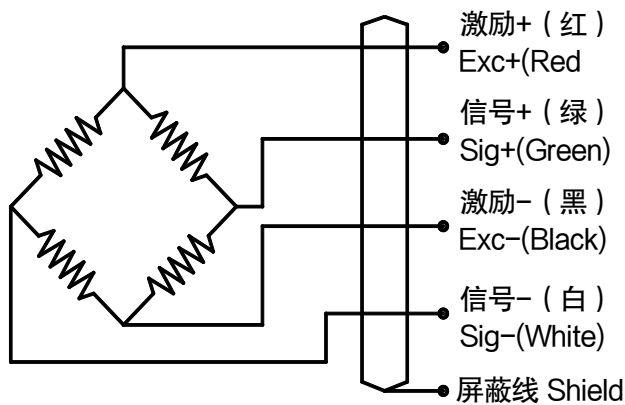 激励+（红）
Exc+(Red
信号+（绿）
Sig+(Green)
激励-（黑）
Exc-(Black)
信号-（白）
Sig-(White)
屏蔽线 Shield